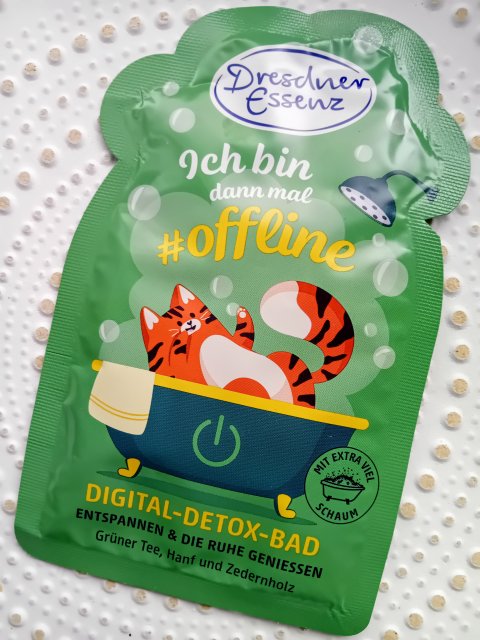 Dresdner
Essenz
Ich bin
dann mal
#offline
MIT EXTRA VIEL
SCHAUM
DIGITAL-DETOX-BAD
ENTSPANNEN & DIE RUHE GENIESSEN
Grüner Tee, Hanf und Zedernholz